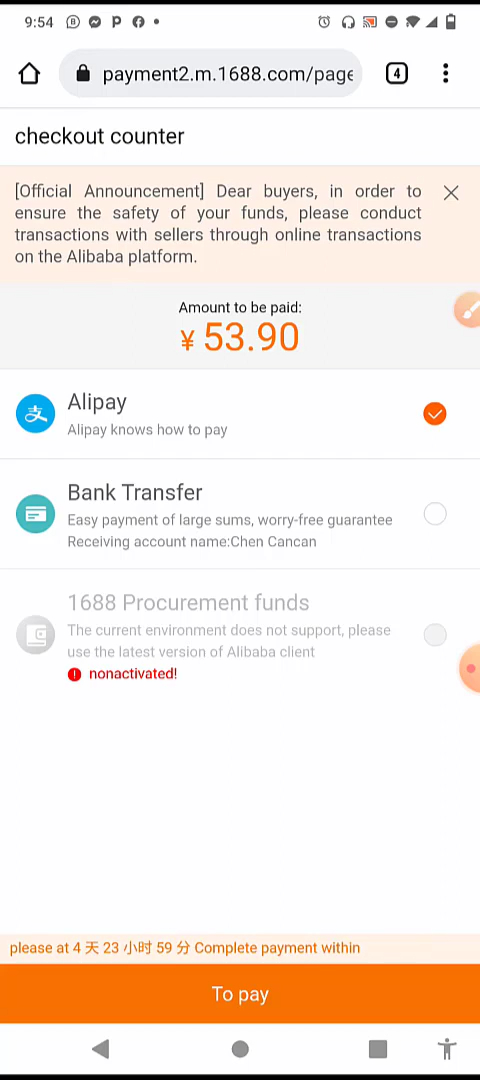 9:54
4
payment2.m.1688.com/page
checkout counter
[Official Announcement] Dear buyers, in order to
ensure the safety of your funds, please conduct
transactions with sellers through online transactions
on the Alibaba platform.
Amount to be paid:
¥ 53.90
支
Alipay
Alipay knows how to pay
Bank Transfer
Easy payment of large sums, worry-free guarantee
Receiving account name:Chen Cancan
1688 Procurement funds
The current environment does not support, please
use the latest version of Alibaba client
! nonactivated!
please at 4 天 23 小时 59 分 Complete payment within
To pay